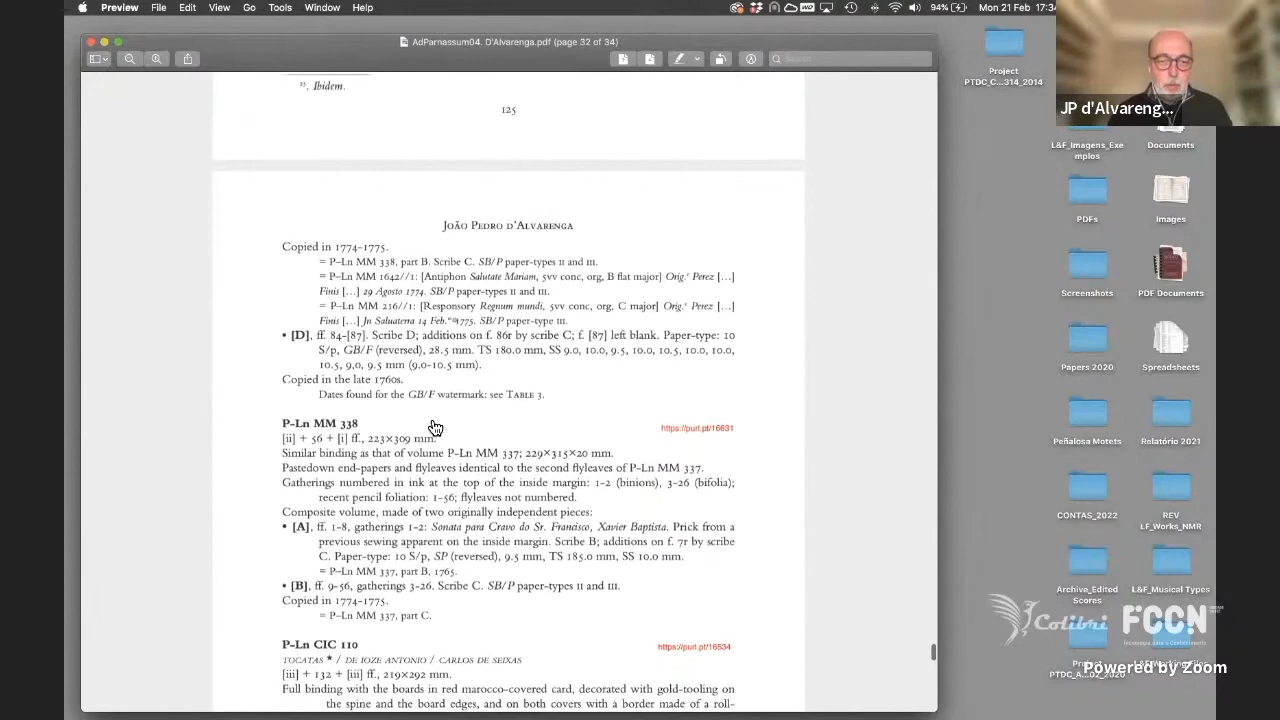 Preview File Edit View Go Tools Window Help
94% Mon 21 Feb 17:34
AdParnassum04. D'Alvarenga.pdf (page 32 of 34)
Search
25. Ibidem.
125
João Pedro d'Alvarenga
Copied in 1774-1775.
= P-Ln MM 338, part B. Scribe C. SB/P paper-types II and III.
= P-Ln MM 1642//1: [Antiphon Salutate Mariam, 5vv conc, org, B flat major] Orig.e Perez [...]
Finis [...] 29 Agosto 1774. SB/P paper-types II and III.
= P-Ln MM 216//1: [Responsory Regnum mundi, 5vv conc, org, C major] Orig.e Perez [...]
Finis [...] Jn Saluaterra 14 Feb. 1775. SB/P paper-type III.
• [D], ff. 84-[87]. Scribe D; additions on f. 86r by scribe C; f. [87] left blank. Paper-type: 10
S/p, GB/F (reversed), 28.5 mm. TS 180.0 mm, SS 9.0, 10.0, 9.5, 10.0, 10.5, 10.0, 10.0,
10.5, 9,0, 9.5 mm (9.0-10.5 mm).
Copied in the late 1760s.
Dates found for the GB/F watermark: see Table 3.
P-Ln MM 338
https://purl.pt/16631
[ii] + 56 + [i] ff., 223×309 mm.
Similar binding as that of volume P-Ln MM 337; 229×315×20 mm.
Pastedown end-papers and flyleaves identical to the second flyleaves of P-Ln MM 337.
Gatherings numbered in ink at the top of the inside margin: 1-2 (binions), 3-26 (bifolia);
recent pencil foliation: 1-56; flyleaves not numbered.
Composite volume, made of two originally independent pieces:
• [A], ff. 1-8, gatherings 1-2: Sonata para Cravo do Sr. Francisco, Xavier Baptista. Prick from a
previous sewing apparent on the inside margin. Scribe B; additions on f. 7r by scribe
C. Paper-type: 10 S/p, SP (reversed), 9.5 mm, TS 185.0 mm, SS 10.0 mm.
= P-Ln MM 337, part B, 1765.
• [B], ff. 9-56, gatherings 3-26. Scribe C. SB/P paper-types II and III.
Copied in 1774-1775.
= P-Ln MM 337, part C.
P-Ln CIC 110
https://purl.pt/16534
TOCATAS * / DE IOZE ANTONIO / CARLOS DE SEIXAS
[iii] + 132 + [iii] ff., 219×292 mm.
Full binding with the boards in red marocco-covered card, decorated with gold-tooling on
the spine and the board edges, and on both covers with a border made of a roll-
Project
PTDC_C...314_2014
JP d'Alvareng...
L&F_Imagens_Exe
mplos
Documents
PDFs
Images
Screenshots
PDF Documents
Papers 2020
Spreadsheets
Peñalosa Motets
Relatório 2021
CONTAS_2022
REV
LF_Works_NMR
Archive_Edited
Scores
L&F_Musical Types
Colibri
FCCN
Powered by Zoom